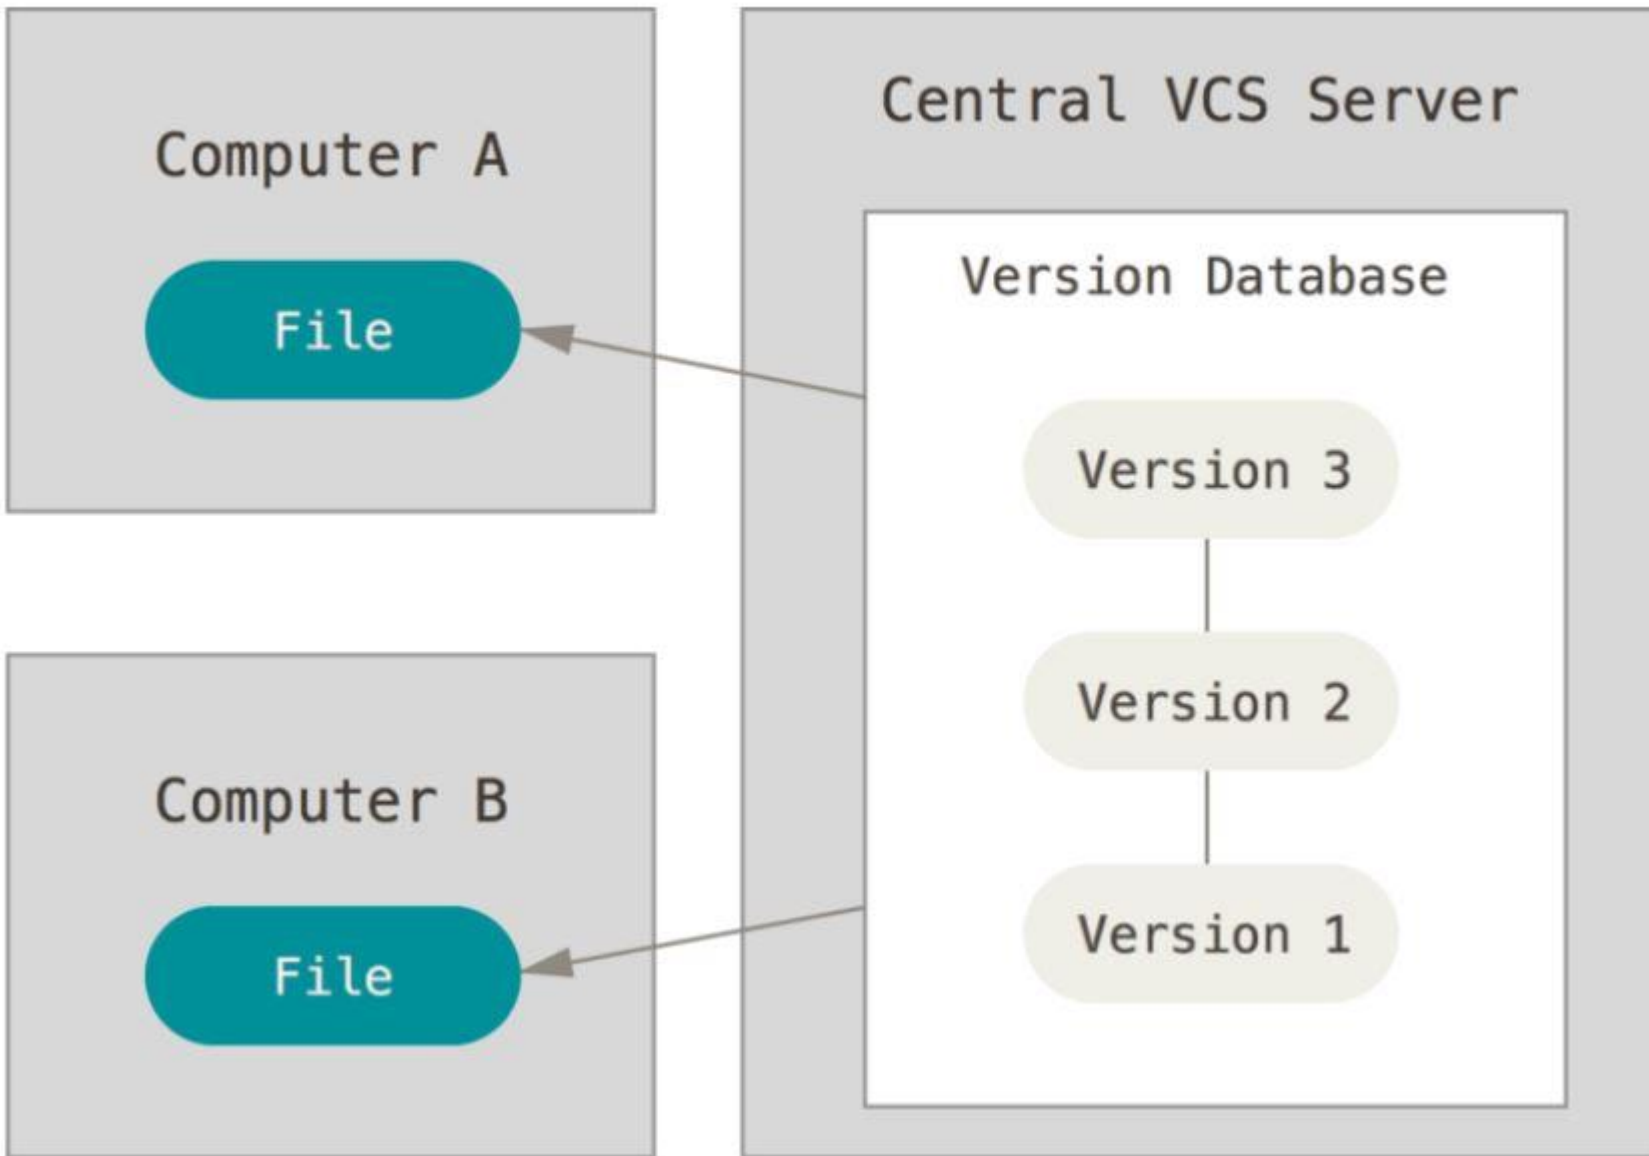 Computer A
File
Computer B
File
Central VCS Server
Version Database
Version 3
Version 2
Version 1